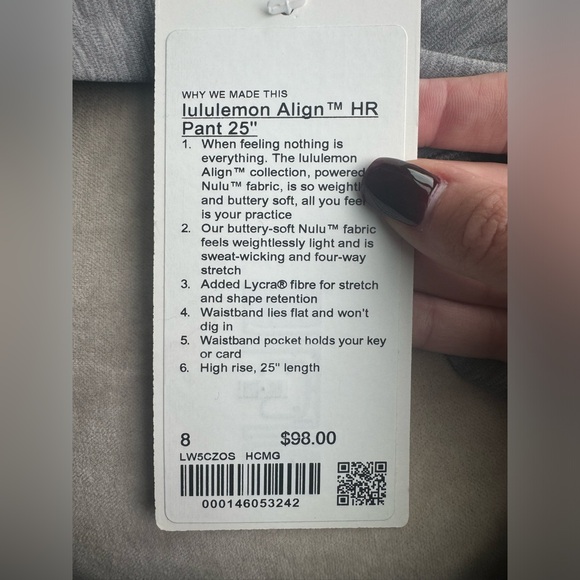 WHY WE MADE THIS
lululemon Align™ HR
Pant 25"
1. When feeling nothing is
everything. The lululemon
Align™ collection, powered
Nulu™ fabric, is so
and buttery soft, all you feel
is your practice
2. Our buttery-soft Nulu™ fabric
feels weightlessly light and is
sweat-wicking and four-way
stretch
3. Added Lycra® fibre for stretch
and shape retention
4. Waistband lies flat and won't
dig in
5. Waistband pocket holds your key
or card
6. High rise, 25" length
8 $98.00
LW5CZOS HCMG
000146053242